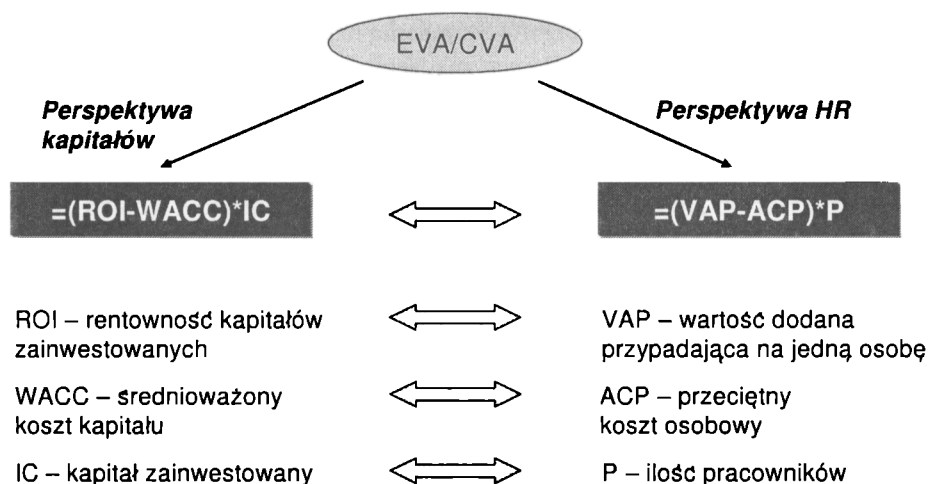 EVA/CVA
Perspektywa
kapitałów
Perspektywa HR
=(ROI-WACC)*IC
=(VAP-ACP)*P
ROI – rentowność kapitałów
zainwestowanych
VAP – wartość dodana
przypadająca na jedną osobę
WACC – średnioważony
koszt kapitału
ACP – przeciętny
koszt osobowy
IC – kapitał zainwestowany
P – ilość pracowników